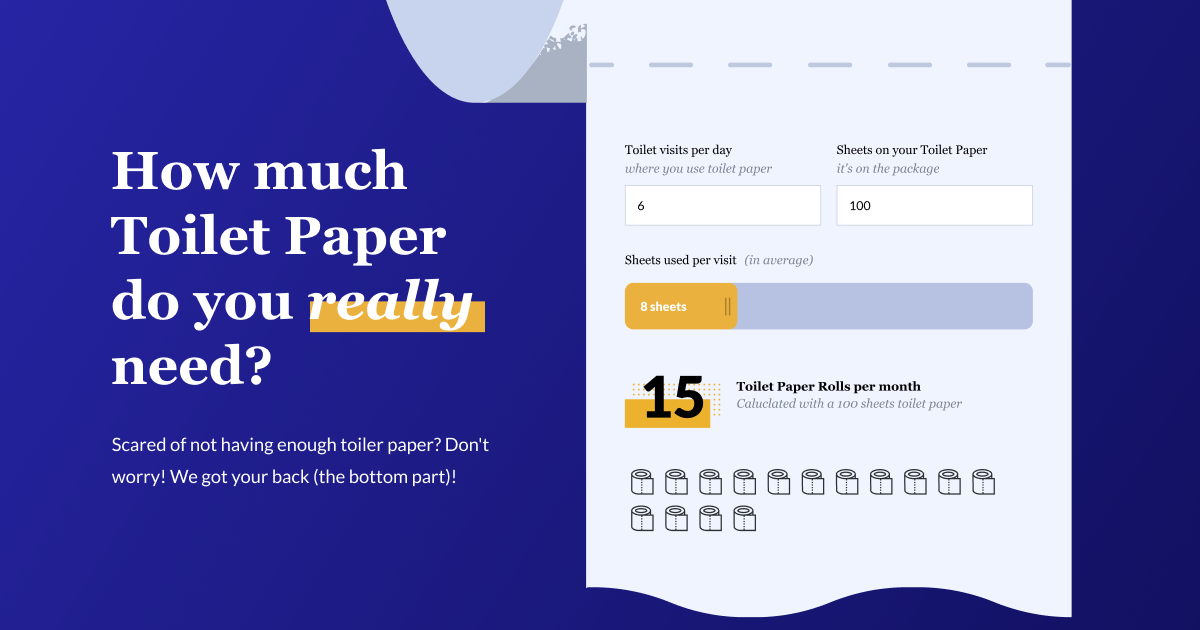 How much
Toilet Paper
do you really
need?
Scared of not having enough toiler paper? Don't
worry! We got your back (the bottom part)!
Toilet visits per day
where you use toilet paper
6
Sheets on your Toilet Paper
it's on the package
100
Sheets used per visit (in average)
8 sheets
15
Toilet Paper Rolls per month
Caluclated with a 100 sheets toilet paper